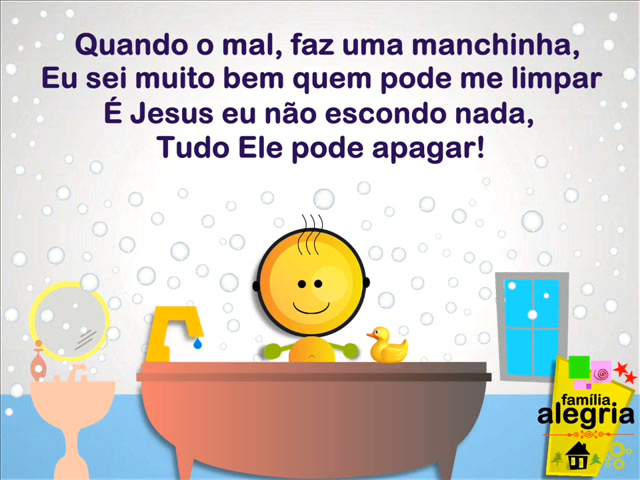 Quando o mal, faz uma manchinha,
Eu sei muito bem quem pode me limpar
É Jesus eu não escondo nada,
Tudo Ele pode apagar!
família
alegria